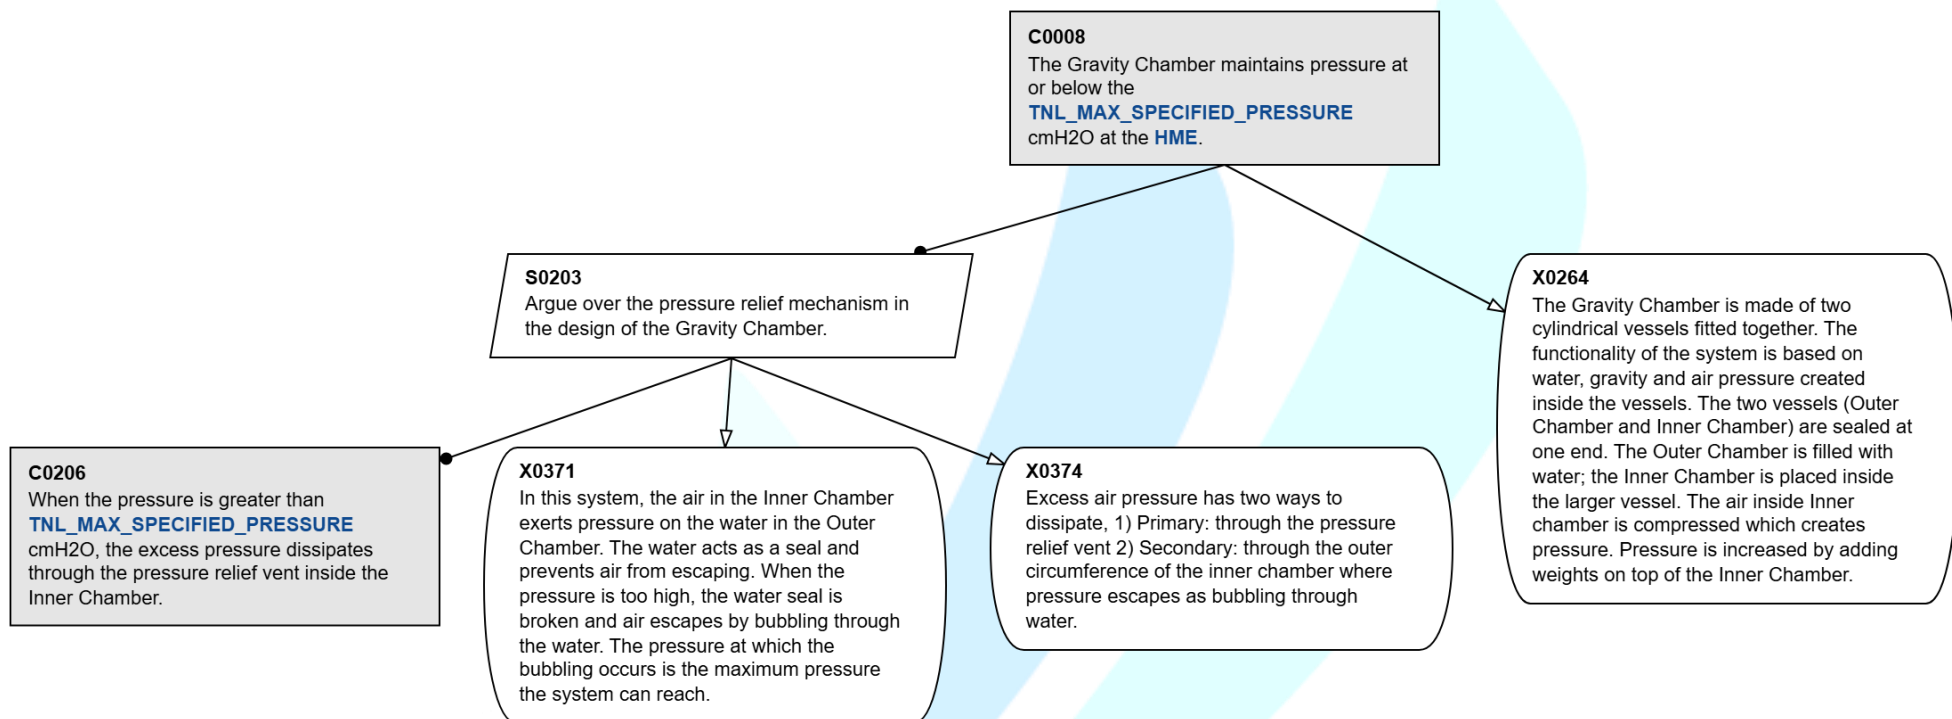 C0008
The Gravity Chamber maintains pressure at
or below the
TNL_MAX_SPECIFIED_PRESSURE
cmH2O at the HME.
S0203
Argue over the pressure relief mechanism in
the design of the Gravity Chamber.
X0264
The Gravity Chamber is made of two
cylindrical vessels fitted together. The
functionality of the system is based on
water, gravity and air pressure created
inside the vessels. The two vessels (Outer
Chamber and Inner Chamber) are sealed at
one end. The Outer Chamber is filled with
water; the Inner Chamber is placed inside
the larger vessel. The air inside Inner
chamber is compressed which creates
pressure. Pressure is increased by adding
weights on top of the Inner Chamber.
C0206
When the pressure is greater than
TNL_MAX_SPECIFIED_PRESSURE
cmH2O, the excess pressure dissipates
through the pressure relief vent inside the
Inner Chamber.
X0371
In this system, the air in the Inner Chamber
exerts pressure on the water in the Outer
Chamber. The water acts as a seal and
prevents air from escaping. When the
pressure is too high, the water seal is
broken and air escapes by bubbling through
the water. The pressure at which the
bubbling occurs is the maximum pressure
the system can reach.
X0374
Excess air pressure has two ways to
dissipate, 1) Primary: through the pressure
relief vent 2) Secondary: through the outer
circumference of the inner chamber where
pressure escapes as bubbling through
water.